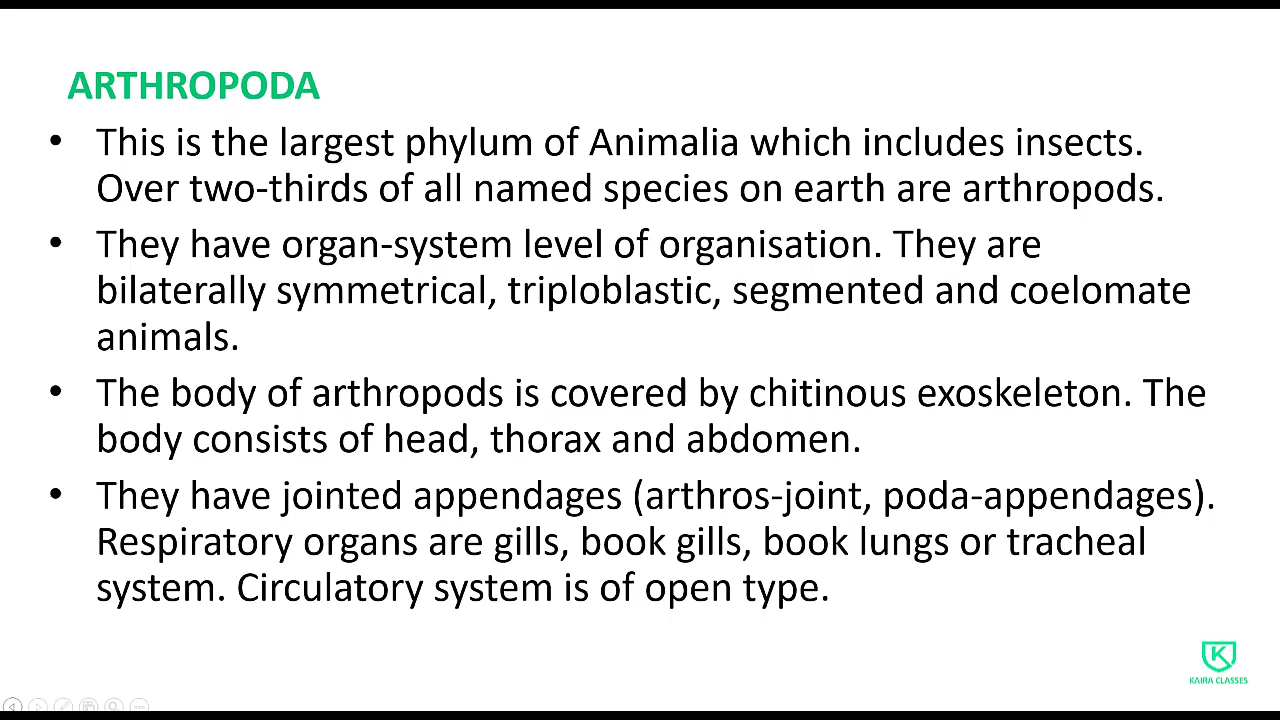 ARTHROPODA
• This is the largest phylum of Animalia which includes insects.
Over two-thirds of all named species on earth are arthropods.
• They have organ-system level of organisation. They are
bilaterally symmetrical, triploblastic, segmented and coelomate
animals.
• The body of arthropods is covered by chitinous exoskeleton. The
body consists of head, thorax and abdomen.
• They have jointed appendages (arthros-joint, poda-appendages).
Respiratory organs are gills, book gills, book lungs or tracheal
system. Circulatory system is of open type.
K
KAIRA CLASSES